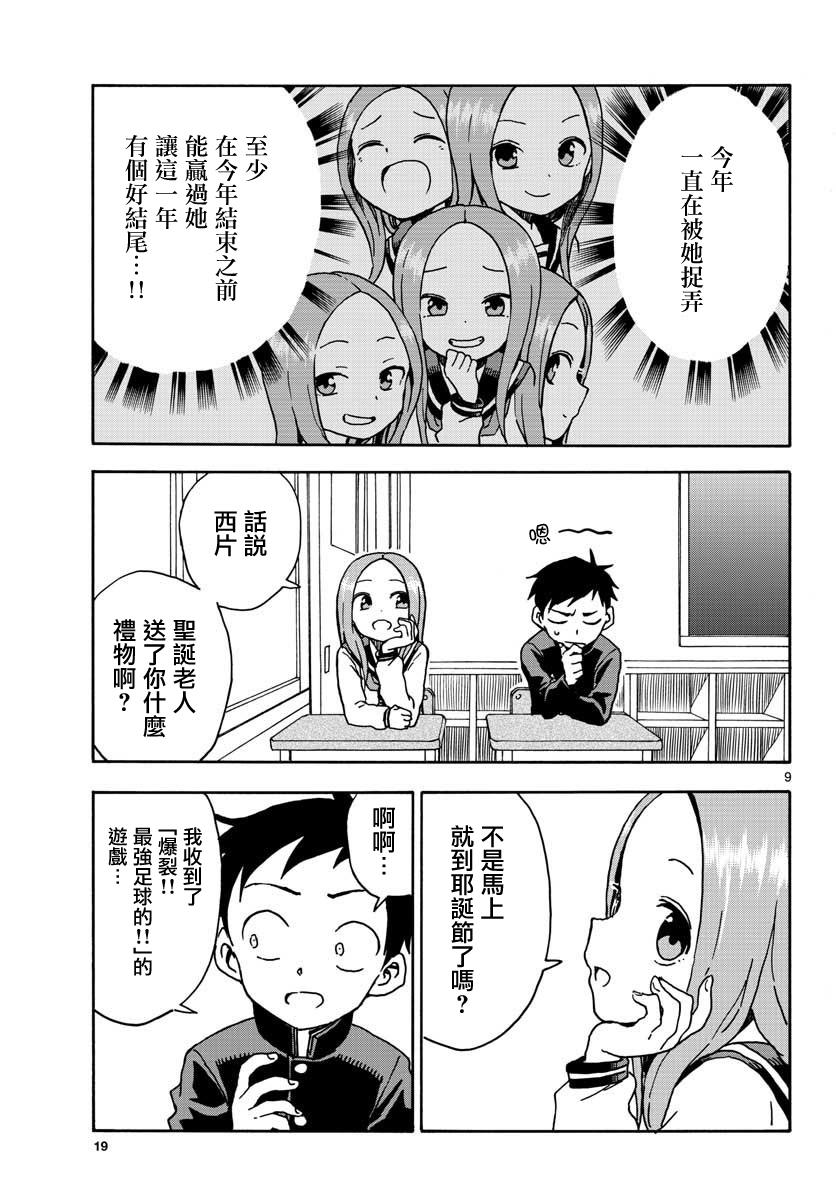 今年
一直在被她捉弄
至少
在今年結束之前
能贏過她
讓這一年
有個好結尾…!!
嗯
話説
西片
聖誕老人
送了你什麼
禮物啊?
9
不是馬上
就到耶誕節了嗎?
啊啊…
我收到了
「爆裂!!
最強足球的!!」的
遊戲…
19